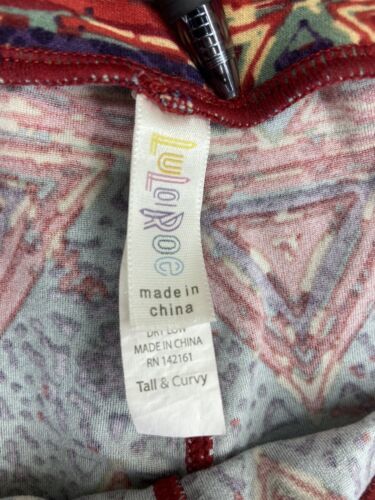 LuLaRoe
made in
china
DRY LOW
MADE IN CHINA
RN 142161
Tall & Curvy